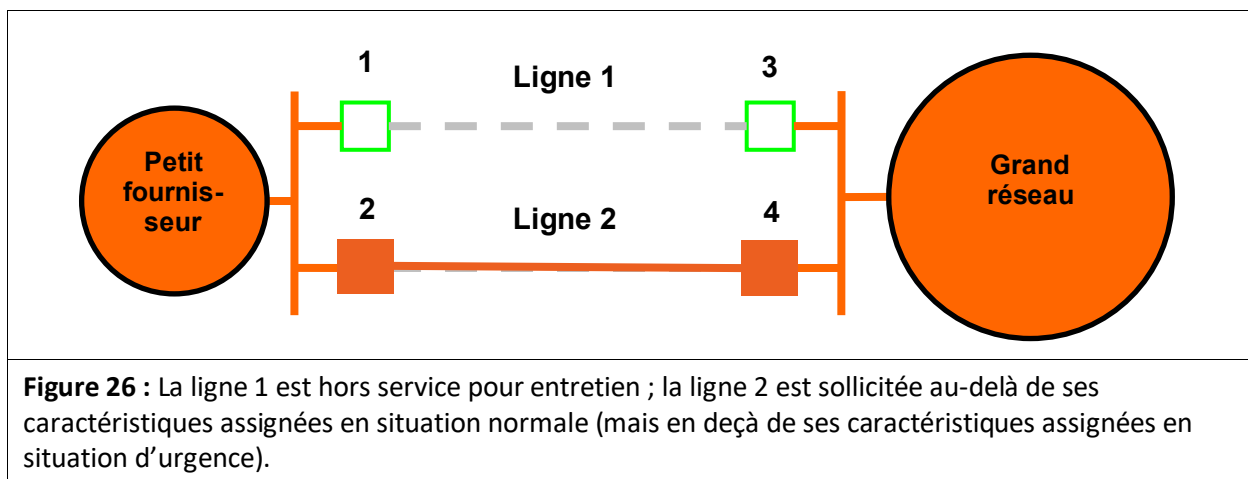 1
Ligne 1
3
Petit
fournis-
seur
2
Ligne 2
4
Grand
réseau
Figure 26 : La ligne 1 est hors service pour entretien ; la ligne 2 est sollicitée au-delà de ses
caractéristiques assignées en situation normale (mais en deçà de ses caractéristiques assignées en
situation d’urgence).